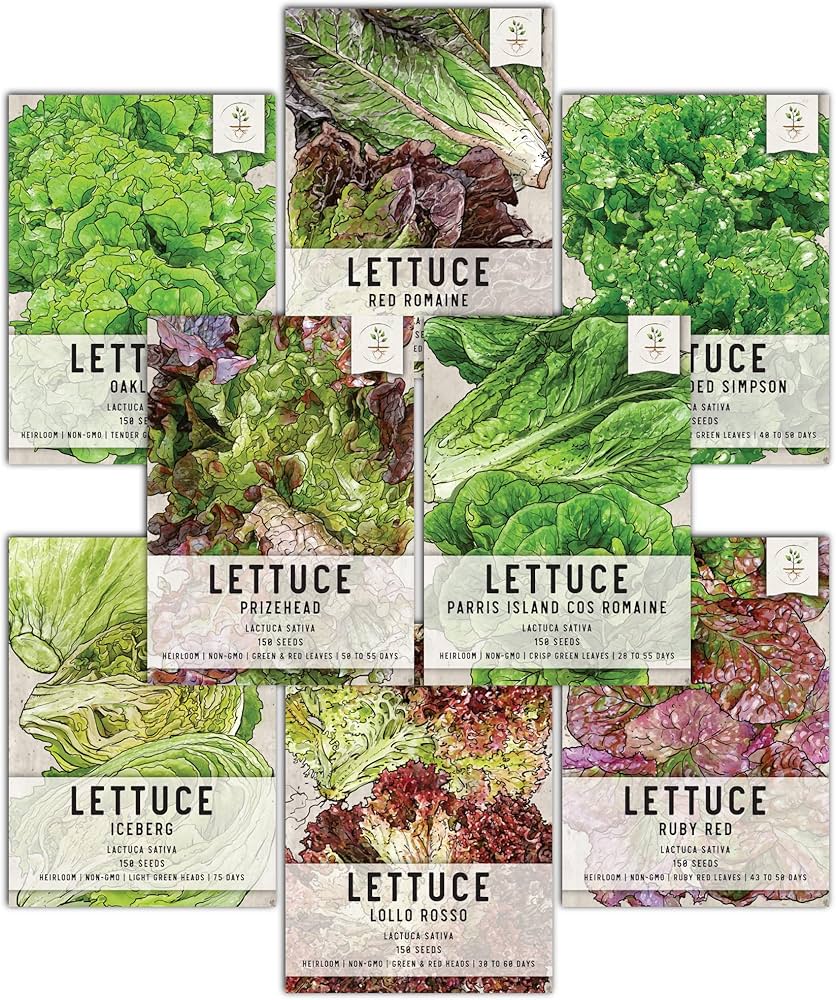 LETTUCE
RED ROMAINE
LETT
OAKL
LACTUCA
150 SE
HEIRLOOM | NON-GMO | TENDER G
TUCE
DED SIMPSON
CA SATIVA
150 SEEDS
GREEN LEAVES | 40 TO 50 DAYS
LETTUCE
PRIZEHEAD
LACTUCA SATIVA
150 SEEDS
HEIRLOOM | NON-GMO | GREEN & RED LEAVES | 50 TO 55 DAYS
LETTUCE
PARRIS ISLAND COS ROMAINE
LACTUCA SATIVA
150 SEEDS
HEIRLOOM | NON-GMO | CRISP GREEN LEAVES | 28 TO 55 DAYS
LETTUCE
ICEBERG
LACTUCA SATIVA
150 SEEDS
HEIRLOOM | NON-GMO | LIGHT GREEN HEADS | 75 DAYS
LETTUCE
RUBY RED
LACTUCA SATIVA
150 SEEDS
HEIRLOOM | NON-GMO | RUBY RED LEAVES | 43 TO 50 DAYS
LETTUCE
LOLLO ROSSO
LACTUCA SATIVA
150 SEEDS
HEIRLOOM | NON-GMO | GREEN & RED HEADS | 30 TO 60 DAYS